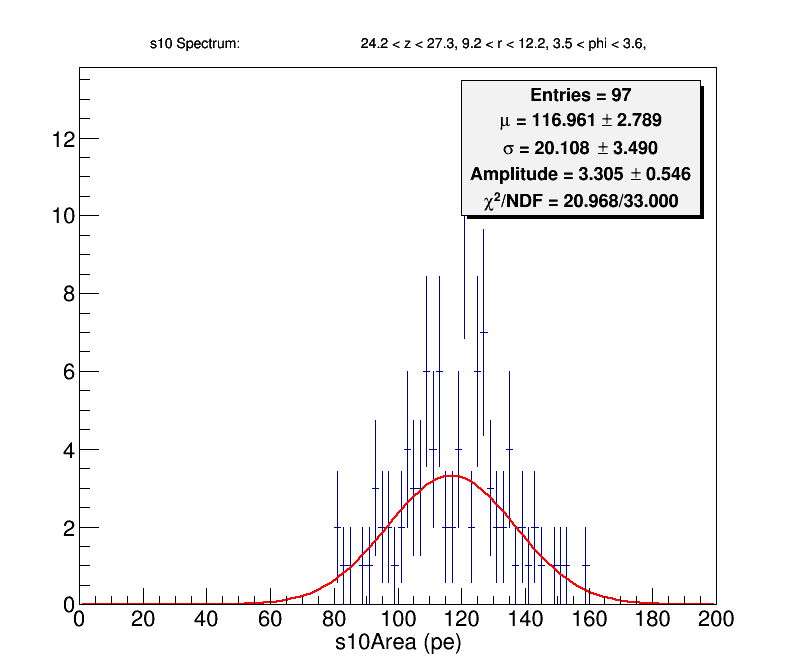 s10 Spectrum: 24.2 < z < 27.3, 9.2 < r < 12.2, 3.5 < phi < 3.6,
Entries = 97
μ = 116.961 ± 2.789
σ = 20.108 ± 3.490
Amplitude = 3.305 ± 0.546
χ²/NDF = 20.968/33.000
12
10
8
6
4
2
0
0 20 40 60 80 100 120 140 160 180 200
s10Area (pe)